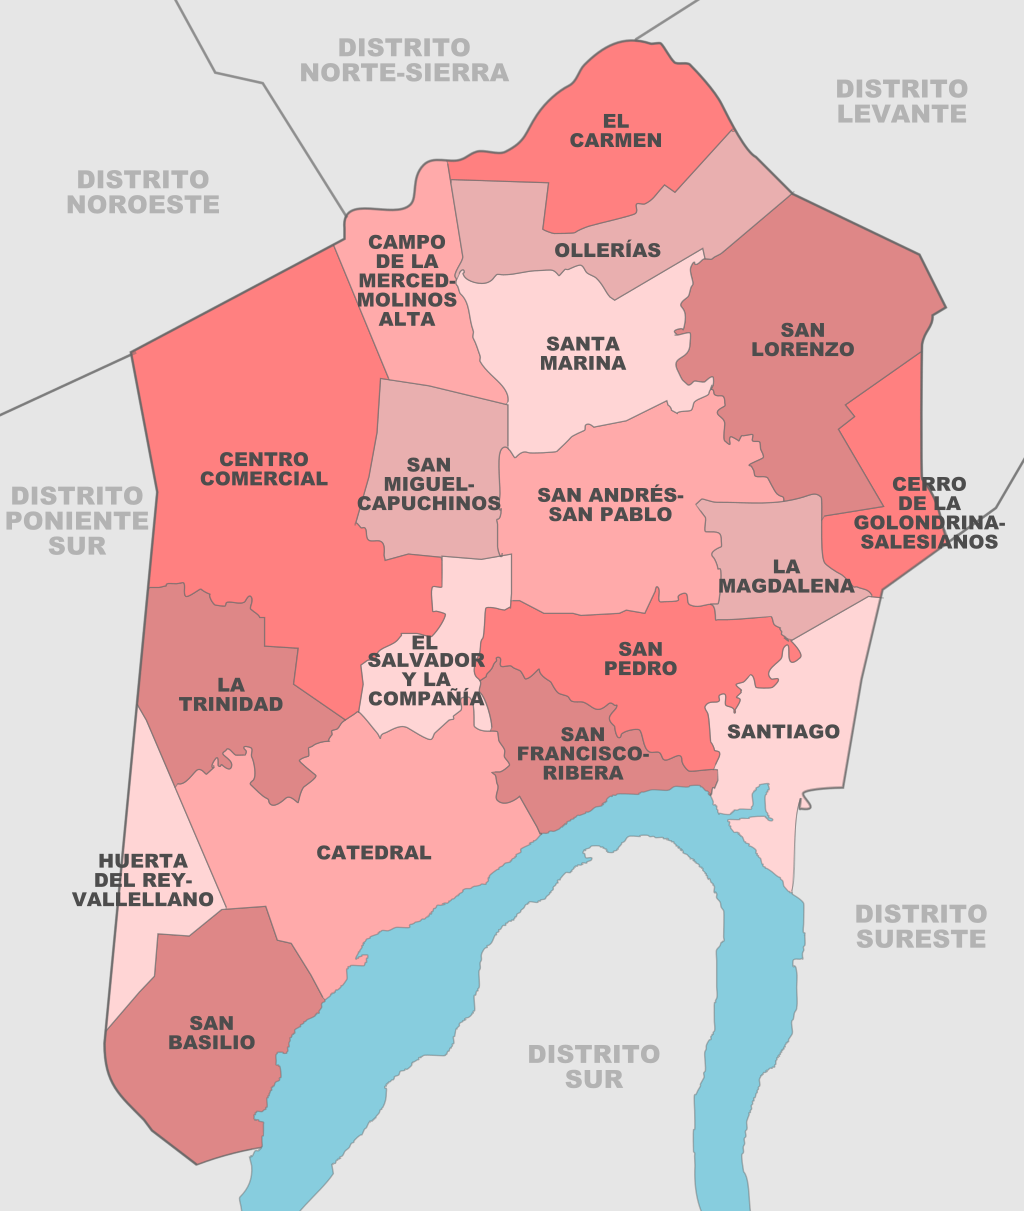 DISTRITO
NORTE-SIERRA
DISTRITO
LEVANTE
EL
CARMEN
DISTRITO
NOROESTE
CAMPO
DE LA
MERCED-
MOLINOS
ALTA
OLLERÍAS
SANTA
MARINA
SAN
LORENZO
CENTRO
COMERCIAL
SAN
MIGUEL-
CAPUCHINOS
SAN ANDRÉS-
SAN PABLO
CERRO
DE LA
GOLONDRINA-
SALESIANOS
DISTRITO
PONIENTE
SUR
LA
MAGDALENA
EL
SALVADOR
Y LA
COMPAÑÍA
SAN
PEDRO
LA
TRINIDAD
SAN
FRANCISCO-
RIBERA
SANTIAGO
CATEDRAL
HUERTA
DEL REY-
VALLELLANO
DISTRITO
SURESTE
SAN
BASILIO
DISTRITO
SUR